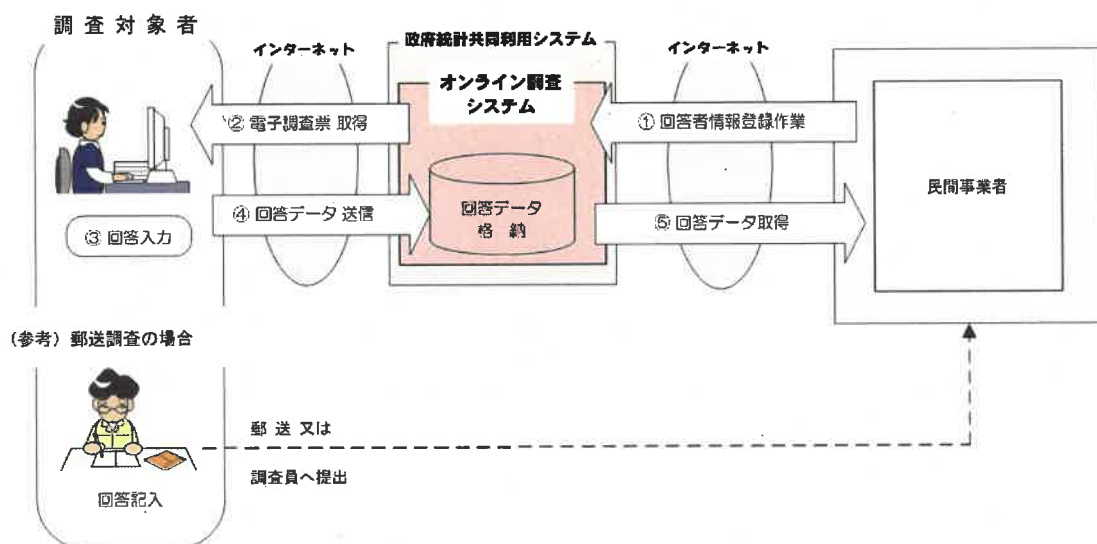 調査対象者
インターネット
政府統計共同利用システム
インターネット
オンライン調査
システム
② 電子調査票 取得
① 回答者情報登録作業
民間事業者
③ 回答入力
④ 回答データ 送信
回答データ
格 納
⑤ 回答データ取得
(参考) 郵送調査の場合
郵 送 又は
調査員へ提出
回答記入